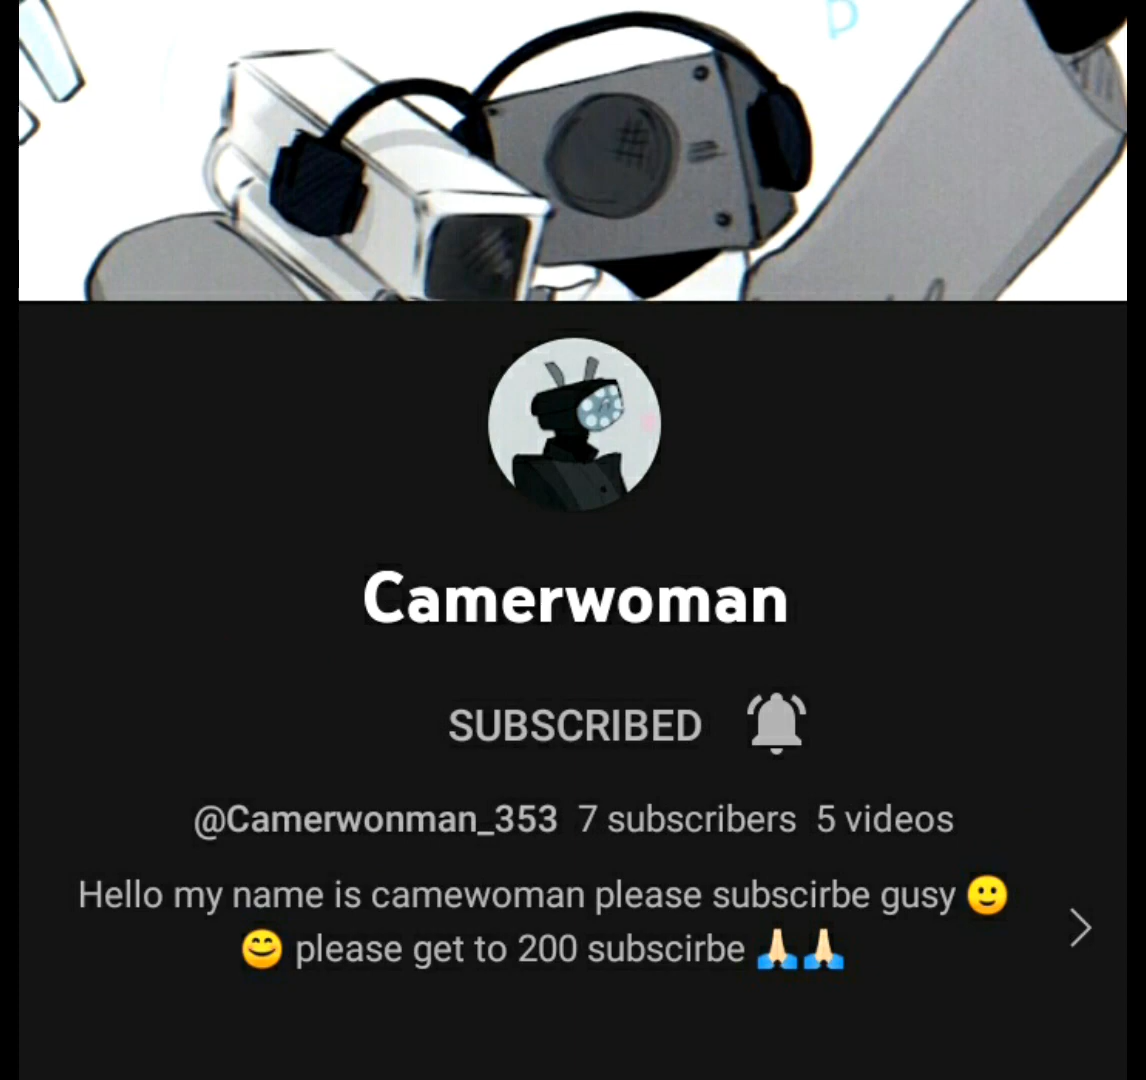 P
Camerwoman
SUBSCRIBED
@Camerwonman_353 7 subscribers 5 videos
Hello my name is camewoman please subscirbe gusy 🙂
😊 please get to 200 subscirbe 🙏🏻🙏🏻